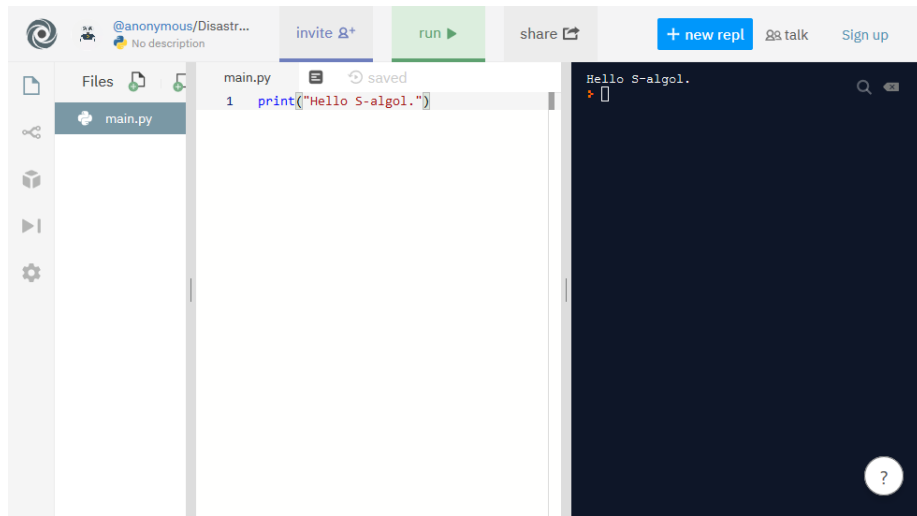 @anonymous/Disastr...
No description
invite
run
share
+ new repl
talk
Sign up
Files
main.py
main.py
saved
1 print("Hello S-algol.")
Hello S-algol.
?